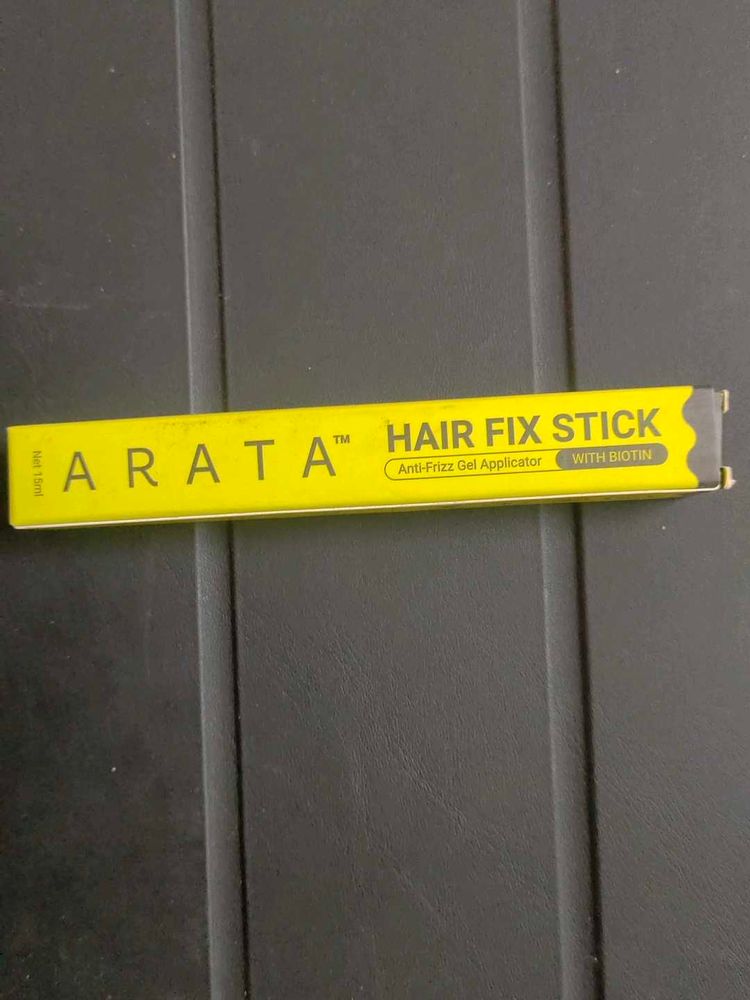 Net 15ml
ARATA™
HAIR FIX STICK
Anti-Frizz Gel Applicator WITH BIOTIN